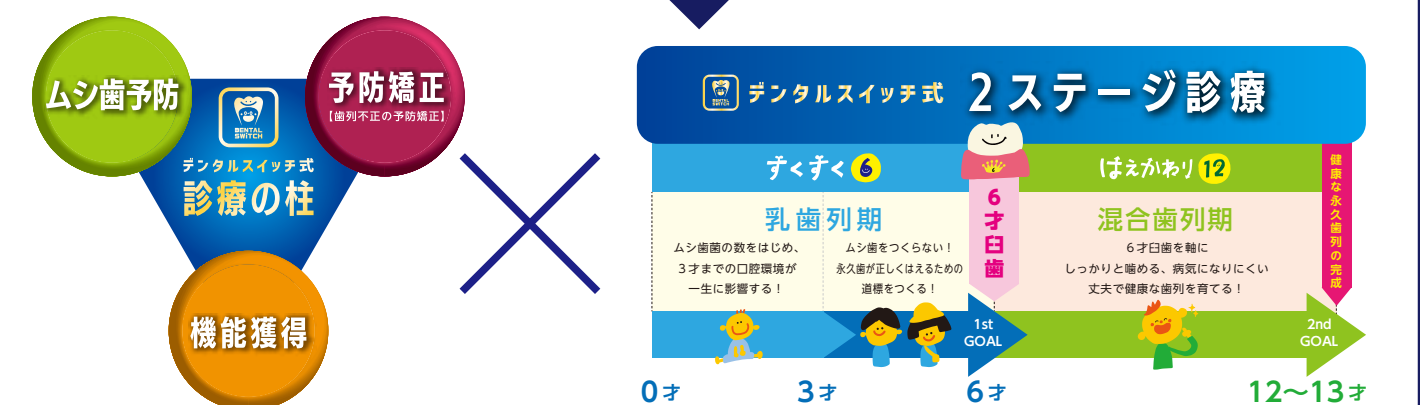 ムシ歯予防
予防矯正
【歯列不正の予防矯正】
DENTAL
SWITCH
デンタルスイッチ式
診療の柱
機能獲得
デンタルスイッチ式 2ステージ診療
すくすく6
はえかわり12
乳歯列期
ムシ歯菌の数をはじめ、
3才までの口腔環境が
一生に影響する！
ムシ歯をつくらない！
永久歯が正しくはえるための
道標をつくる！
6才臼歯
混合歯列期
6才臼歯を軸に
しっかりと噛める、病気になりにくい
丈夫で健康な歯列を育てる！
健康な永久歯列の完成
1st
GOAL
2nd
GOAL
0才
3才
6才
12〜13才